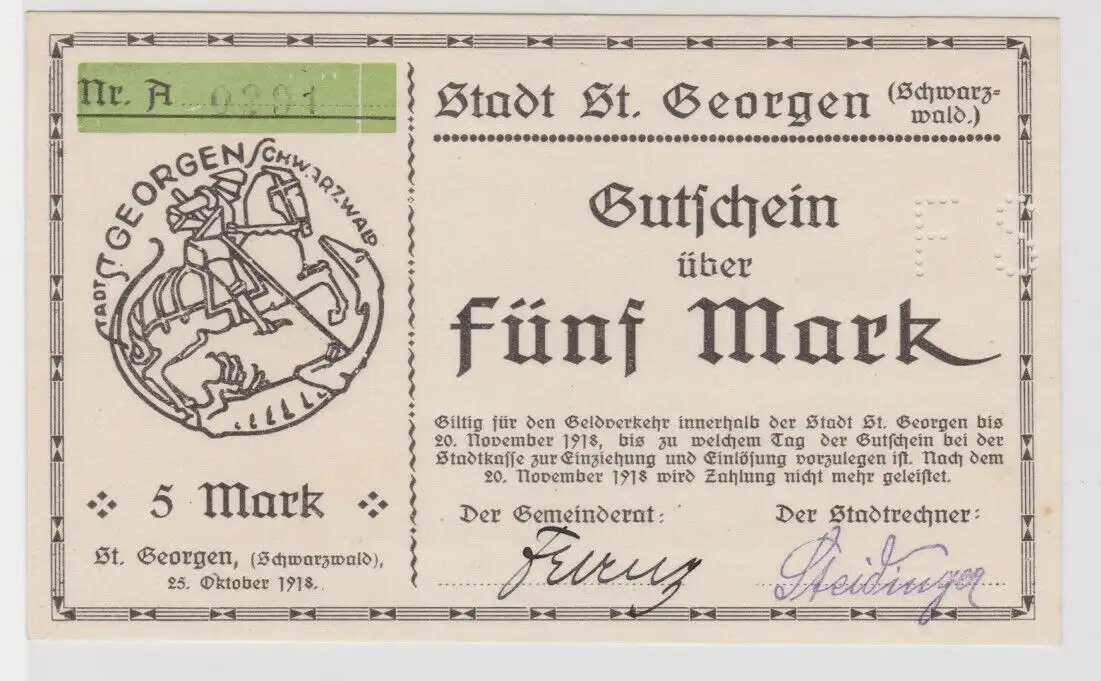 Nr. A 0291
STADT ST GEORGEN SCHWARZWALD
5 Mark
St. Georgen, (Schwarzwald),
25. Oktober 1918.
Stadt St. Georgen (Schwarz-
wald.)
Gutschein
über
Fünf Mark
Giltig für den Geldverkehr innerhalb der Stadt St. Georgen bis
20. November 1918, bis zu welchem Tag der Gutschein bei der
Stadtkasse zur Einziehung und Einlösung vorzulegen ist. Nach dem
20. November 1918 wird Zahlung nicht mehr geleistet.
Der Gemeinderat: Der Stadtrechner:
Steidinger